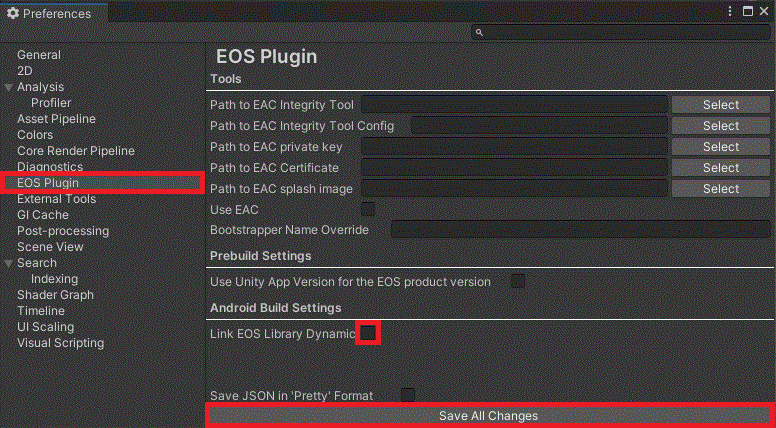 Preferences
General
2D
Analysis
Profiler
Asset Pipeline
Colors
Core Render Pipeline
Diagnostics
EOS Plugin
External Tools
GI Cache
Post-processing
Scene View
Search
Indexing
Shader Graph
Timeline
UI Scaling
Visual Scripting
EOS Plugin
Tools
Path to EAC Integrity Tool Select
Path to EAC Integrity Tool Config Select
Path to EAC private key Select
Path to EAC Certificate Select
Path to EAC splash image Select
Use EAC
Bootstrapper Name Override
Prebuild Settings
Use Unity App Version for the EOS product version
Android Build Settings
Link EOS Library Dynamic
Save JSON in 'Pretty' Format
Save All Changes